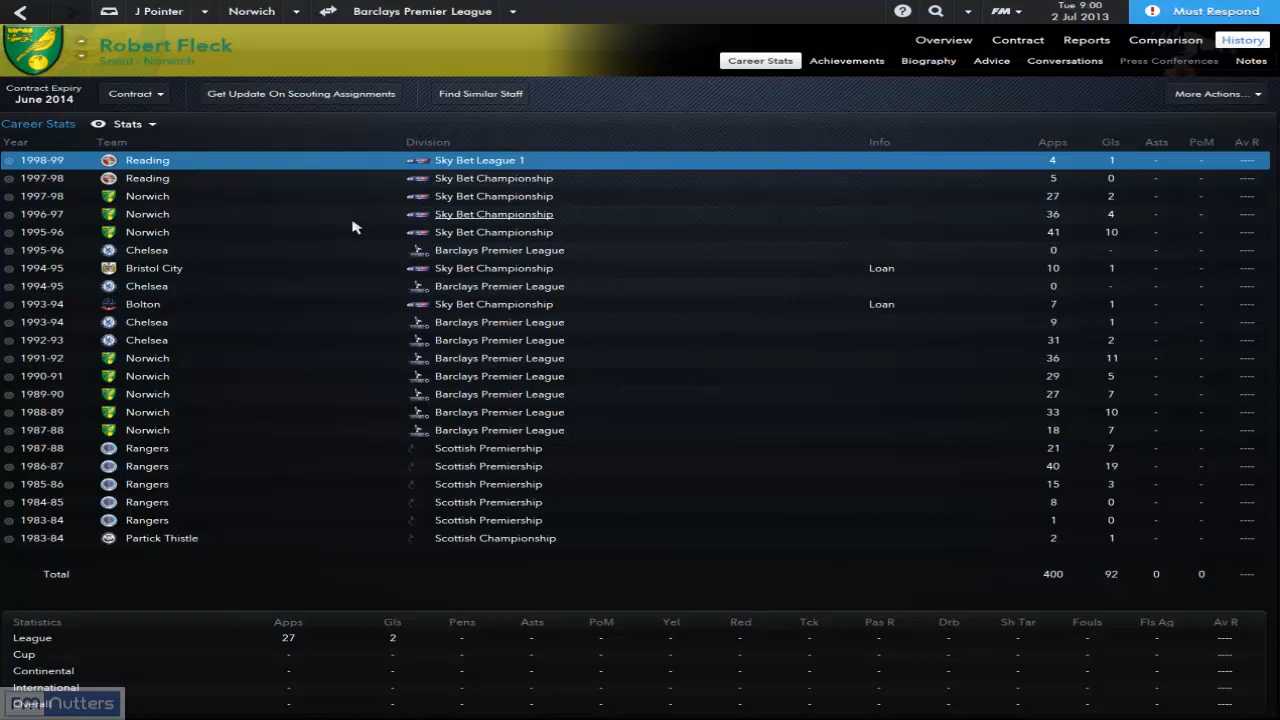 J Pointer Norwich Barclays Premier League FM Tue 9:00 2 Jul 2013 Must Respond
Robert Fleck
Scout - Norwich
Overview Contract Reports Comparison History
Career Stats Achievements Biography Advice Conversations Press Conferences Notes
Contract Expiry
June 2014
Contract Get Update On Scouting Assignments Find Similar Staff More Actions...
Career Stats Stats
Year Team Division Info Apps Gls Asts PoM Av R
1998-99 Reading Sky Bet League 1 4 1 - - ----
1997-98 Reading Sky Bet Championship 5 0 - - ----
1997-98 Norwich Sky Bet Championship 27 2 - - ----
1996-97 Norwich Sky Bet Championship 36 4 - - ----
1995-96 Norwich Sky Bet Championship 41 10 - - ----
1995-96 Chelsea Barclays Premier League 0 - - - ----
1994-95 Bristol City Sky Bet Championship Loan 10 1 - - ----
1994-95 Chelsea Barclays Premier League 0 - - - ----
1993-94 Bolton Sky Bet Championship Loan 7 1 - - ----
1993-94 Chelsea Barclays Premier League 9 1 - - ----
1992-93 Chelsea Barclays Premier League 31 2 - - ----
1991-92 Norwich Barclays Premier League 36 11 - - ----
1990-91 Norwich Barclays Premier League 29 5 - - ----
1989-90 Norwich Barclays Premier League 27 7 - - ----
1988-89 Norwich Barclays Premier League 33 10 - - ----
1987-88 Norwich Barclays Premier League 18 7 - - ----
1987-88 Rangers Scottish Premiership 21 7 - - ----
1986-87 Rangers Scottish Premiership 40 19 - - ----
1985-86 Rangers Scottish Premiership 15 3 - - ----
1984-85 Rangers Scottish Premiership 8 0 - - ----
1983-84 Rangers Scottish Premiership 1 0 - - ----
1983-84 Partick Thistle Scottish Championship 2 1 - - ----
Total 400 92 0 0 ----
Statistics Apps Gls Pens Asts PoM Yel Red Tck Pas R Drb Sh Tar Fouls Fls Ag Av R
League 27 2 - - - - - - - - - - - ----
Cup - - - - - - - - - - - - - ----
Continental - - - - - - - - - - - - - ----
International - - - - - - - - - - - - - ----
Overall - - - - - - - - - - - - - ----
FM Nutters